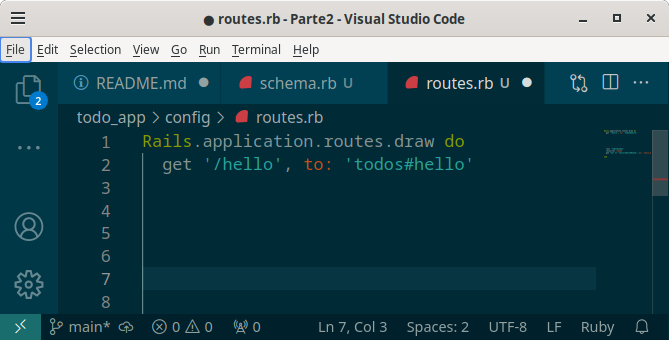 ● routes.rb - Parte2 - Visual Studio Code
File Edit Selection View Go Run Terminal Help
README.md
schema.rb U
routes.rb U
2
todo_app > config > routes.rb
1 Rails.application.routes.draw do
2 get '/hello', to: 'todos#hello'
3
4
5
6
7
8
main* 0 0 0 Ln 7, Col 3 Spaces: 2 UTF-8 LF Ruby